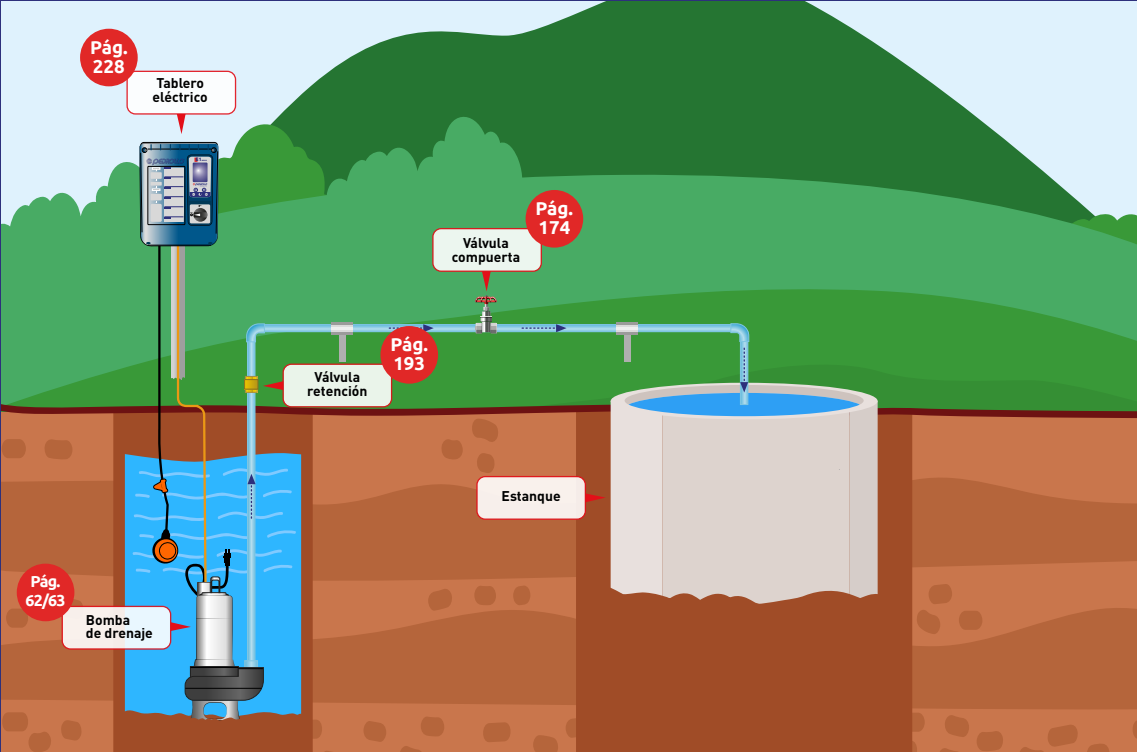 Pág.
228
Tablero
eléctrico
Pág.
174
Válvula
compuerta
Pág.
193
Válvula
retención
Estanque
Pág.
62/63
Bomba
de drenaje